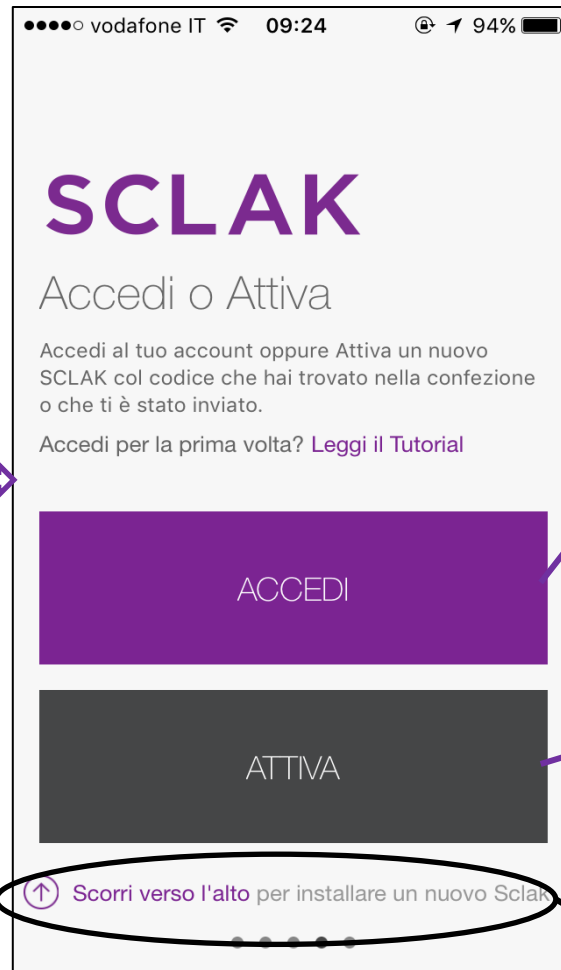 vodafone IT 09:24 94%
SCLAK
Accedi o Attiva
Accedi al tuo account oppure Attiva un nuovo
SCLAK col codice che hai trovato nella confezione
o che ti è stato inviato.
Accedi per la prima volta? Leggi il Tutorial
ACCEDI
ATTIVA
Scorri verso l'alto per installare un nuovo Sclak